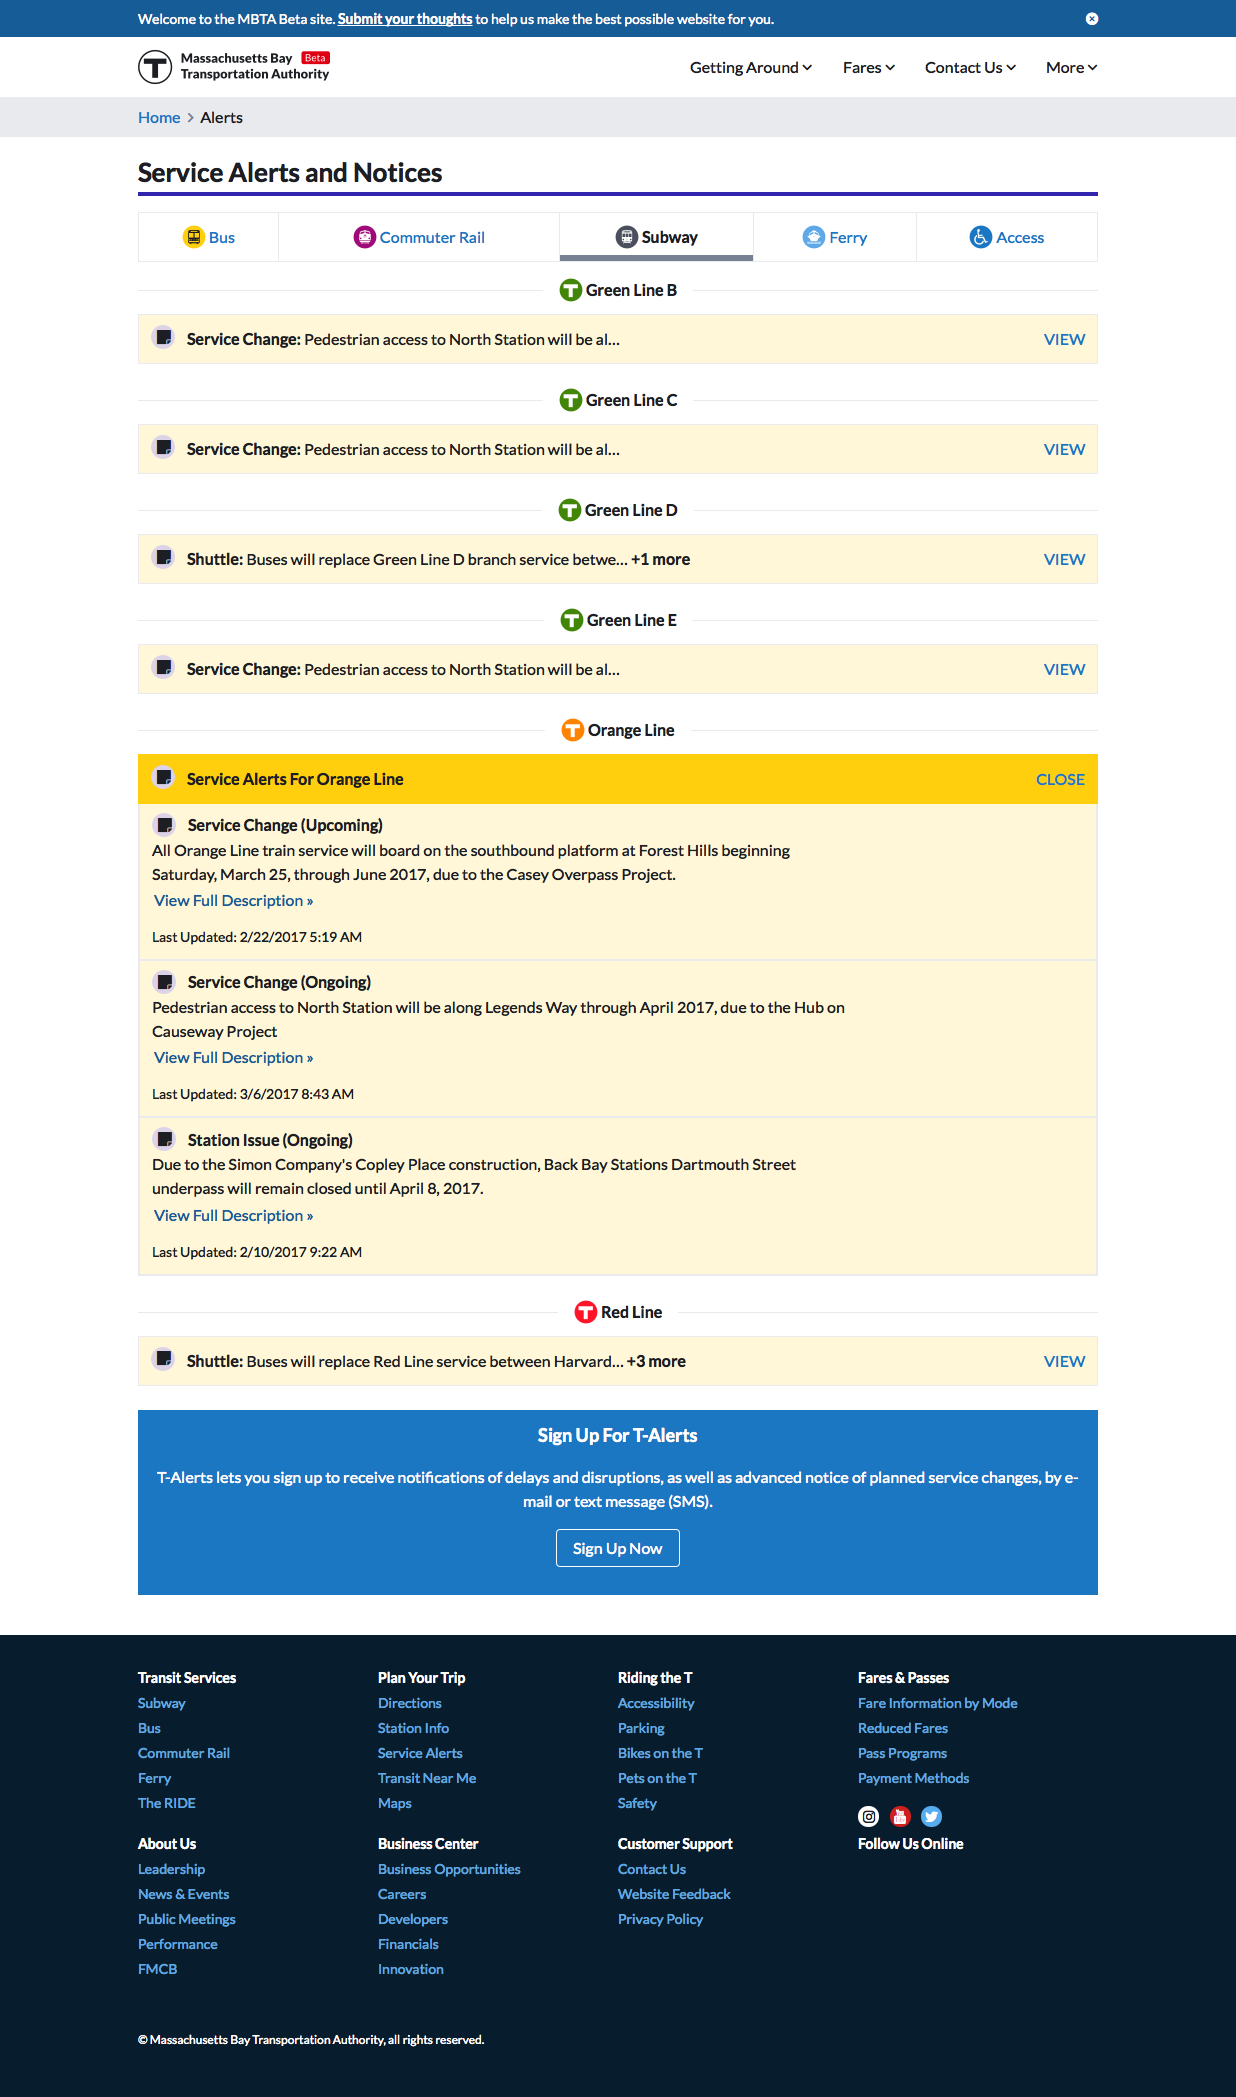 Welcome to the MBTA Beta site. Submit your thoughts to help us make the best possible website for you.
T Massachusetts Bay Beta
Transportation Authority
Getting Around Fares Contact Us More
Home > Alerts
Service Alerts and Notices
Bus Commuter Rail Subway Ferry Access
T Green Line B
Service Change: Pedestrian access to North Station will be al... VIEW
T Green Line C
Service Change: Pedestrian access to North Station will be al... VIEW
T Green Line D
Shuttle: Buses will replace Green Line D branch service betwe... +1 more VIEW
T Green Line E
Service Change: Pedestrian access to North Station will be al... VIEW
T Orange Line
Service Alerts For Orange Line CLOSE
Service Change (Upcoming)
All Orange Line train service will board on the southbound platform at Forest Hills beginning
Saturday, March 25, through June 2017, due to the Casey Overpass Project.
View Full Description »
Last Updated: 2/22/2017 5:19 AM
Service Change (Ongoing)
Pedestrian access to North Station will be along Legends Way through April 2017, due to the Hub on
Causeway Project
View Full Description »
Last Updated: 3/6/2017 8:43 AM
Station Issue (Ongoing)
Due to the Simon Company's Copley Place construction, Back Bay Stations Dartmouth Street
underpass will remain closed until April 8, 2017.
View Full Description »
Last Updated: 2/10/2017 9:22 AM
T Red Line
Shuttle: Buses will replace Red Line service between Harvard... +3 more VIEW
Sign Up For T-Alerts
T-Alerts lets you sign up to receive notifications of delays and disruptions, as well as advanced notice of planned service changes, by e-
mail or text message (SMS).
Sign Up Now
Transit Services
Subway
Bus
Commuter Rail
Ferry
The RIDE
Plan Your Trip
Directions
Station Info
Service Alerts
Transit Near Me
Maps
Riding the T
Accessibility
Parking
Bikes on the T
Pets on the T
Safety
Fares & Passes
Fare Information by Mode
Reduced Fares
Pass Programs
Payment Methods
About Us
Leadership
News & Events
Public Meetings
Performance
FMCB
Business Center
Business Opportunities
Careers
Developers
Financials
Innovation
Customer Support
Contact Us
Website Feedback
Privacy Policy
Follow Us Online
© Massachusetts Bay Transportation Authority, all rights reserved.